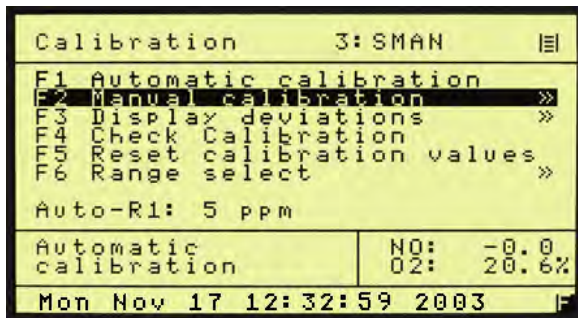 Calibration 3:SMAN
F1 Automatic calibration
F2 Manual calibration »
F3 Display deviations »
F4 Check Calibration
F5 Reset calibration values
F6 Range select »
Auto-R1: 5 ppm
Automatic calibration
NO: -0.0
O2: 20.6%
Mon Nov 17 12:32:59 2003